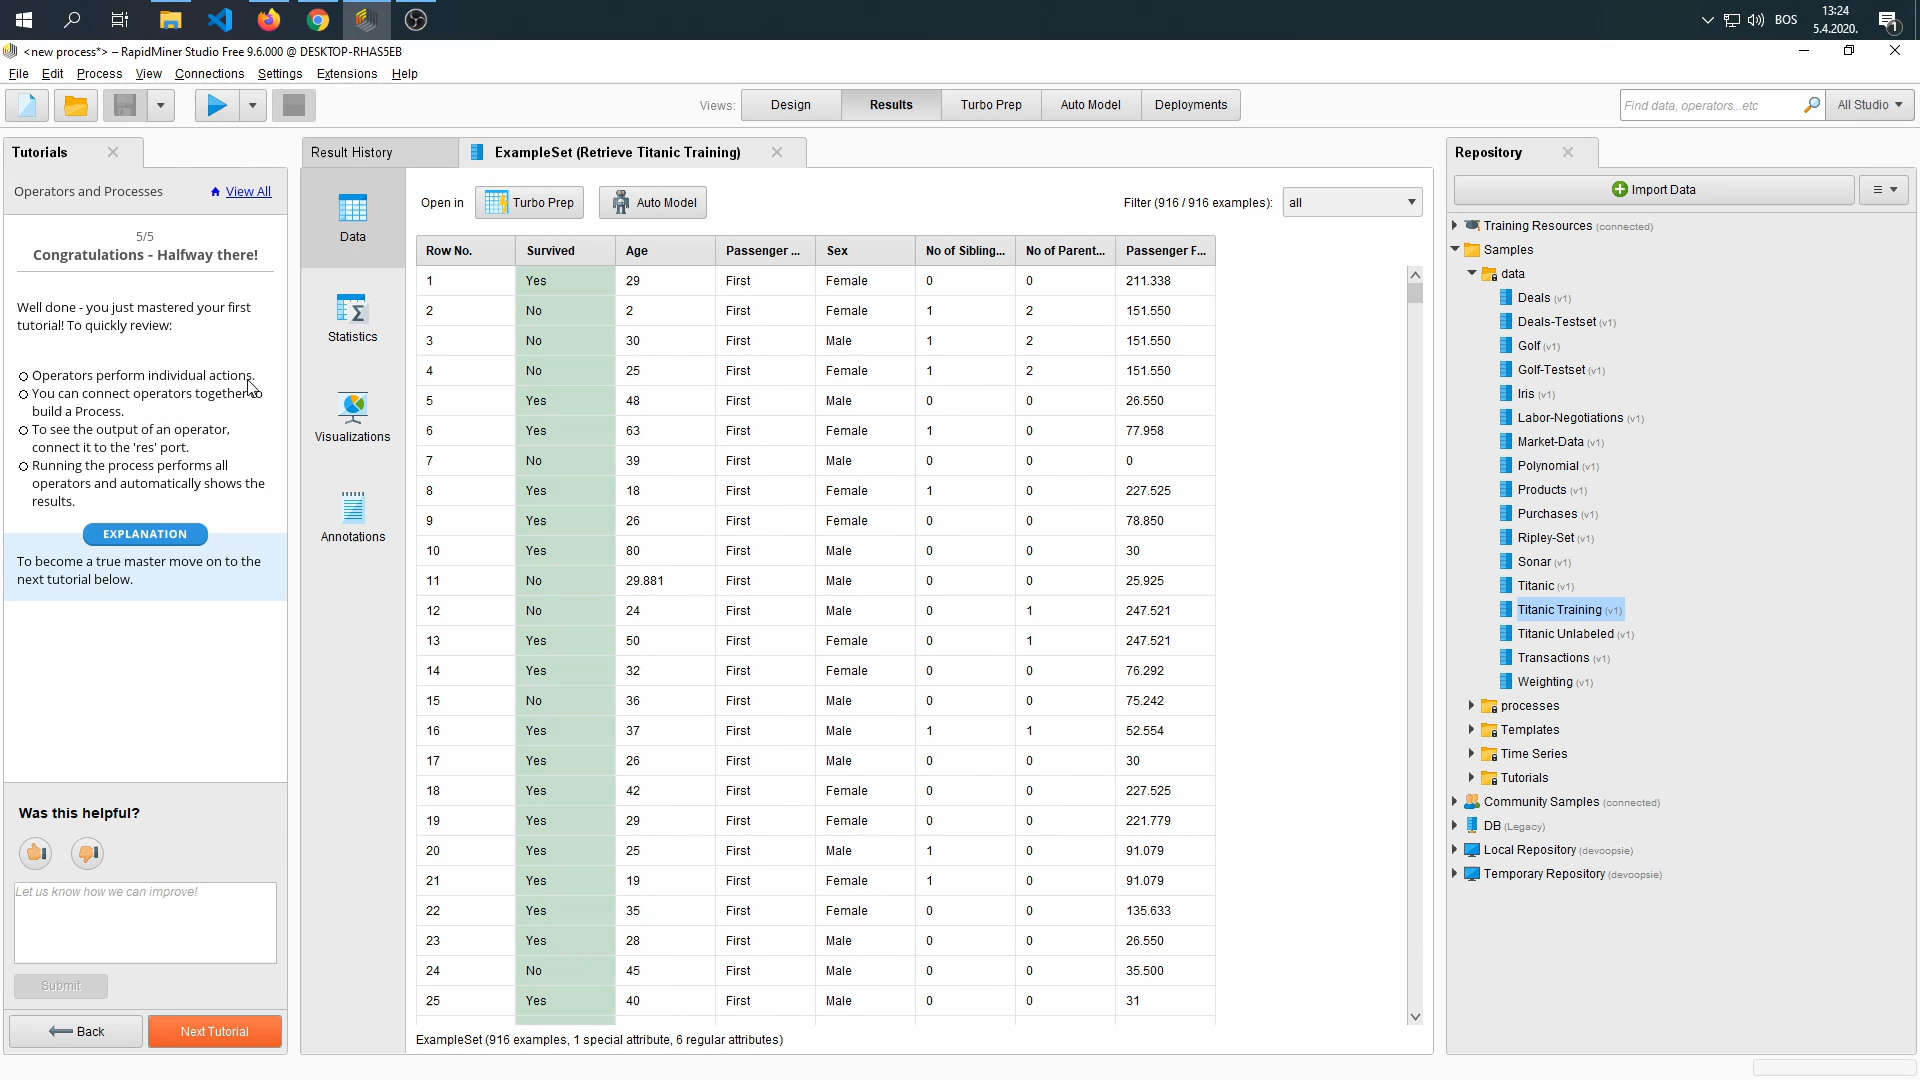 BOS
13:24
5.4.2020.
1
<new process*> – RapidMiner Studio Free 9.6.000 @ DESKTOP-RHAS5EB
File Edit Process View Connections Settings Extensions Help
Views: Design Results Turbo Prep Auto Model Deployments
Find data, operators...etc
All Studio
Tutorials
Operators and Processes
View All
5/5
Congratulations - Halfway there!
Well done - you just mastered your first
tutorial! To quickly review:
Operators perform individual actions.
You can connect operators together to
build a Process.
To see the output of an operator,
connect it to the 'res' port.
Running the process performs all
operators and automatically shows the
results.
EXPLANATION
To become a true master move on to the
next tutorial below.
Was this helpful?
Let us know how we can improve!
Submit
Back
Next Tutorial
Result History
ExampleSet (Retrieve Titanic Training)
Data
Statistics
Visualizations
Annotations
Open in Turbo Prep Auto Model
Filter (916 / 916 examples): all
Row No. Survived Age Passenger ... Sex No of Sibling... No of Parent... Passenger F...
1 Yes 29 First Female 0 0 211.338
2 No 2 First Female 1 2 151.550
3 No 30 First Male 1 2 151.550
4 No 25 First Female 1 2 151.550
5 Yes 48 First Male 0 0 26.550
6 Yes 63 First Female 1 0 77.958
7 No 39 First Male 0 0 0
8 Yes 18 First Female 1 0 227.525
9 Yes 26 First Female 0 0 78.850
10 Yes 80 First Male 0 0 30
11 No 29.881 First Male 0 0 25.925
12 No 24 First Male 0 1 247.521
13 Yes 50 First Female 0 1 247.521
14 Yes 32 First Female 0 0 76.292
15 No 36 First Male 0 0 75.242
16 Yes 37 First Male 1 1 52.554
17 Yes 26 First Male 0 0 30
18 Yes 42 First Female 0 0 227.525
19 Yes 29 First Female 0 0 221.779
20 Yes 25 First Male 1 0 91.079
21 Yes 19 First Female 1 0 91.079
22 Yes 35 First Female 0 0 135.633
23 Yes 28 First Male 0 0 26.550
24 No 45 First Male 0 0 35.500
25 Yes 40 First Male 0 0 31
ExampleSet (916 examples, 1 special attribute, 6 regular attributes)
Repository
Import Data
Training Resources (connected)
Samples
data
Deals (v1)
Deals-Testset (v1)
Golf (v1)
Golf-Testset (v1)
Iris (v1)
Labor-Negotiations (v1)
Market-Data (v1)
Polynomial (v1)
Products (v1)
Purchases (v1)
Ripley-Set (v1)
Sonar (v1)
Titanic (v1)
Titanic Training (v1)
Titanic Unlabeled (v1)
Transactions (v1)
Weighting (v1)
processes
Templates
Time Series
Tutorials
Community Samples (connected)
DB (Legacy)
Local Repository (devoopsie)
Temporary Repository (devoopsie)